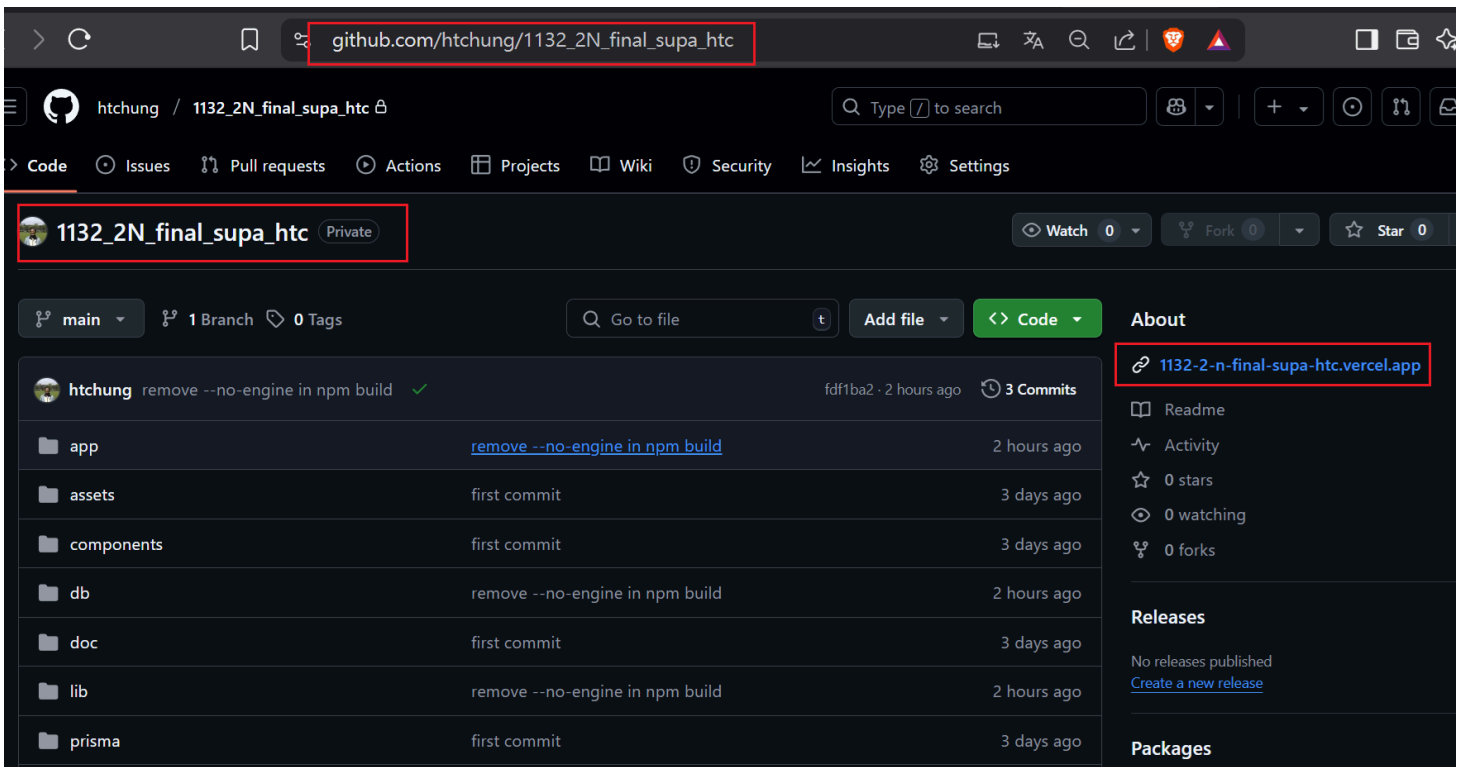 github.com/htchung/1132_2N_final_supa_htc
htchung / 1132_2N_final_supa_htc
Type / to search
Code Issues Pull requests Actions Projects Wiki Security Insights Settings
1132_2N_final_supa_htc Private
Watch 0 Fork 0 Star 0
main 1 Branch 0 Tags Go to file t Add file Code
About
1132-2-n-final-supa-htc.vercel.app
htchung remove --no-engine in npm build fdf1ba2 · 2 hours ago 3 Commits
Readme
app remove --no-engine in npm build 2 hours ago
Activity
0 stars
assets first commit 3 days ago
0 watching
components first commit 3 days ago
0 forks
db remove --no-engine in npm build 2 hours ago
Releases
doc first commit 3 days ago
No releases published
Create a new release
lib remove --no-engine in npm build 2 hours ago
prisma first commit 3 days ago
Packages